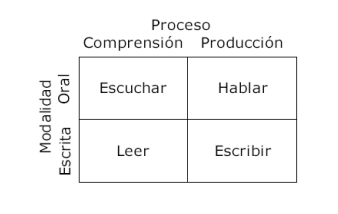 Proceso
Comprensión Producción
Modalidad
Oral
Escuchar Hablar
Escrita
Leer Escribir